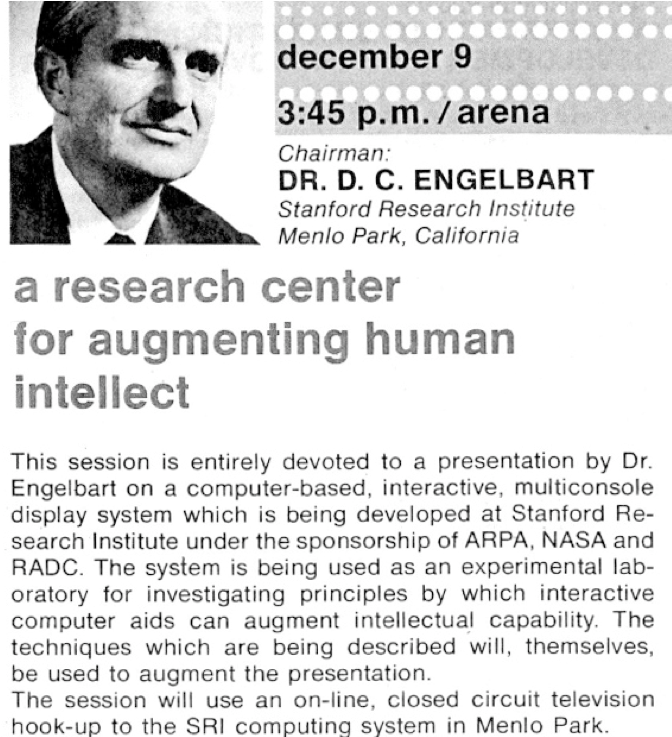 december 9
3:45 p.m. / arena
Chairman:
DR. D. C. ENGELBART
Stanford Research Institute
Menlo Park, California
a research center
for augmenting human
intellect
This session is entirely devoted to a presentation by Dr.
Engelbart on a computer-based, interactive, multiconsole
display system which is being developed at Stanford Re-
search Institute under the sponsorship of ARPA, NASA and
RADC. The system is being used as an experimental lab-
oratory for investigating principles by which interactive
computer aids can augment intellectual capability. The
techniques which are being described will, themselves,
be used to augment the presentation.
The session will use an on-line, closed circuit television
hook-up to the SRI computing system in Menlo Park.